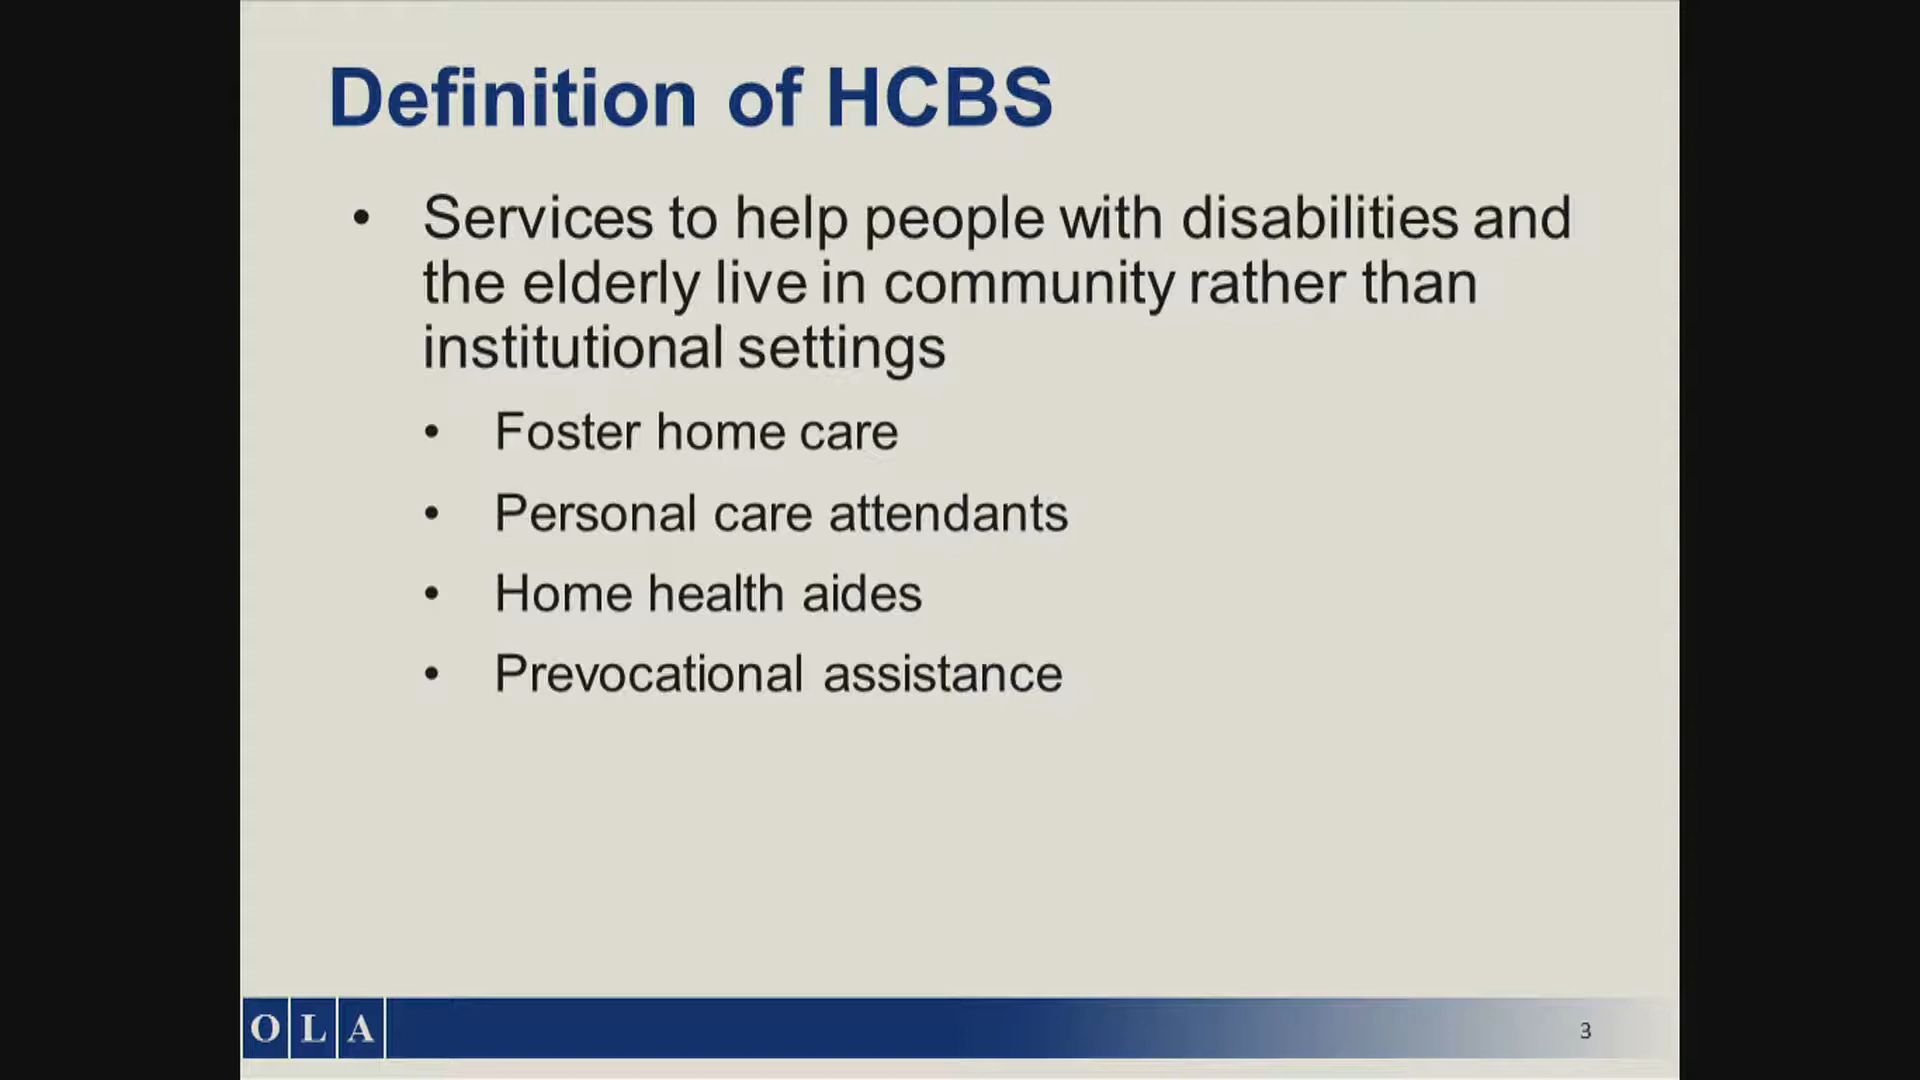 Definition of HCBS
• Services to help people with disabilities and
the elderly live in community rather than
institutional settings
• Foster home care
• Personal care attendants
• Home health aides
• Prevocational assistance
O L A
3